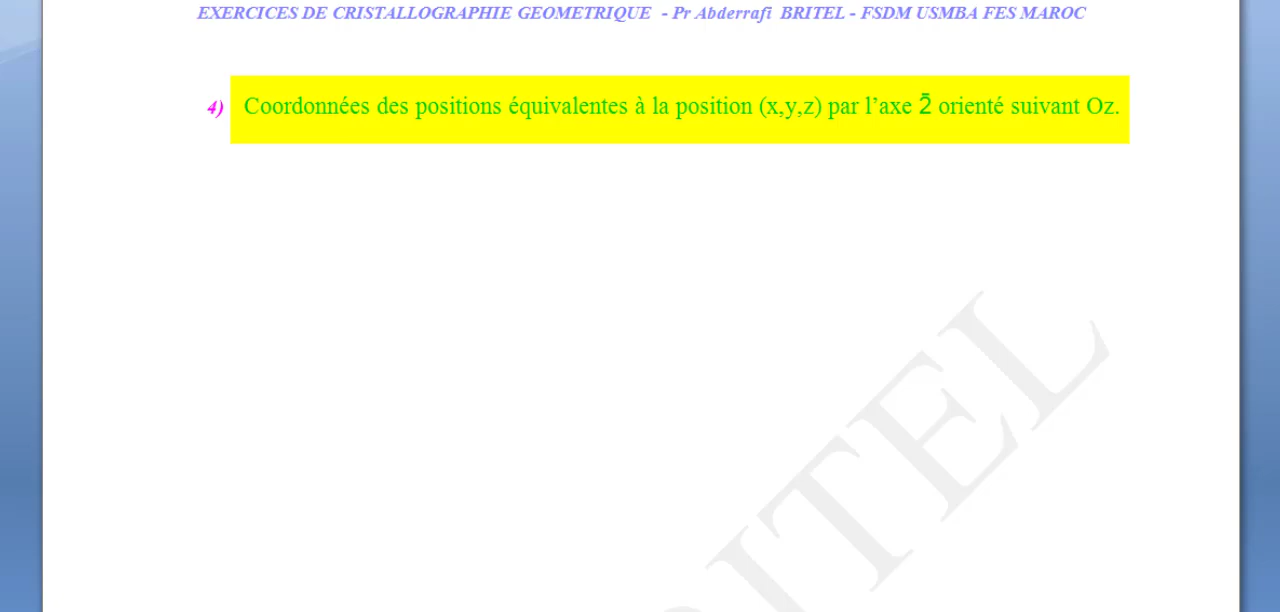 EXERCICES DE CRISTALLOGRAPHIE GEOMETRIQUE - Pr Abderrafi BRITEL - FSDM USMBA FES MAROC
4) Coordonnées des positions équivalentes à la position (x,y,z) par l’axe 2̄ orienté suivant Oz.
ITEL